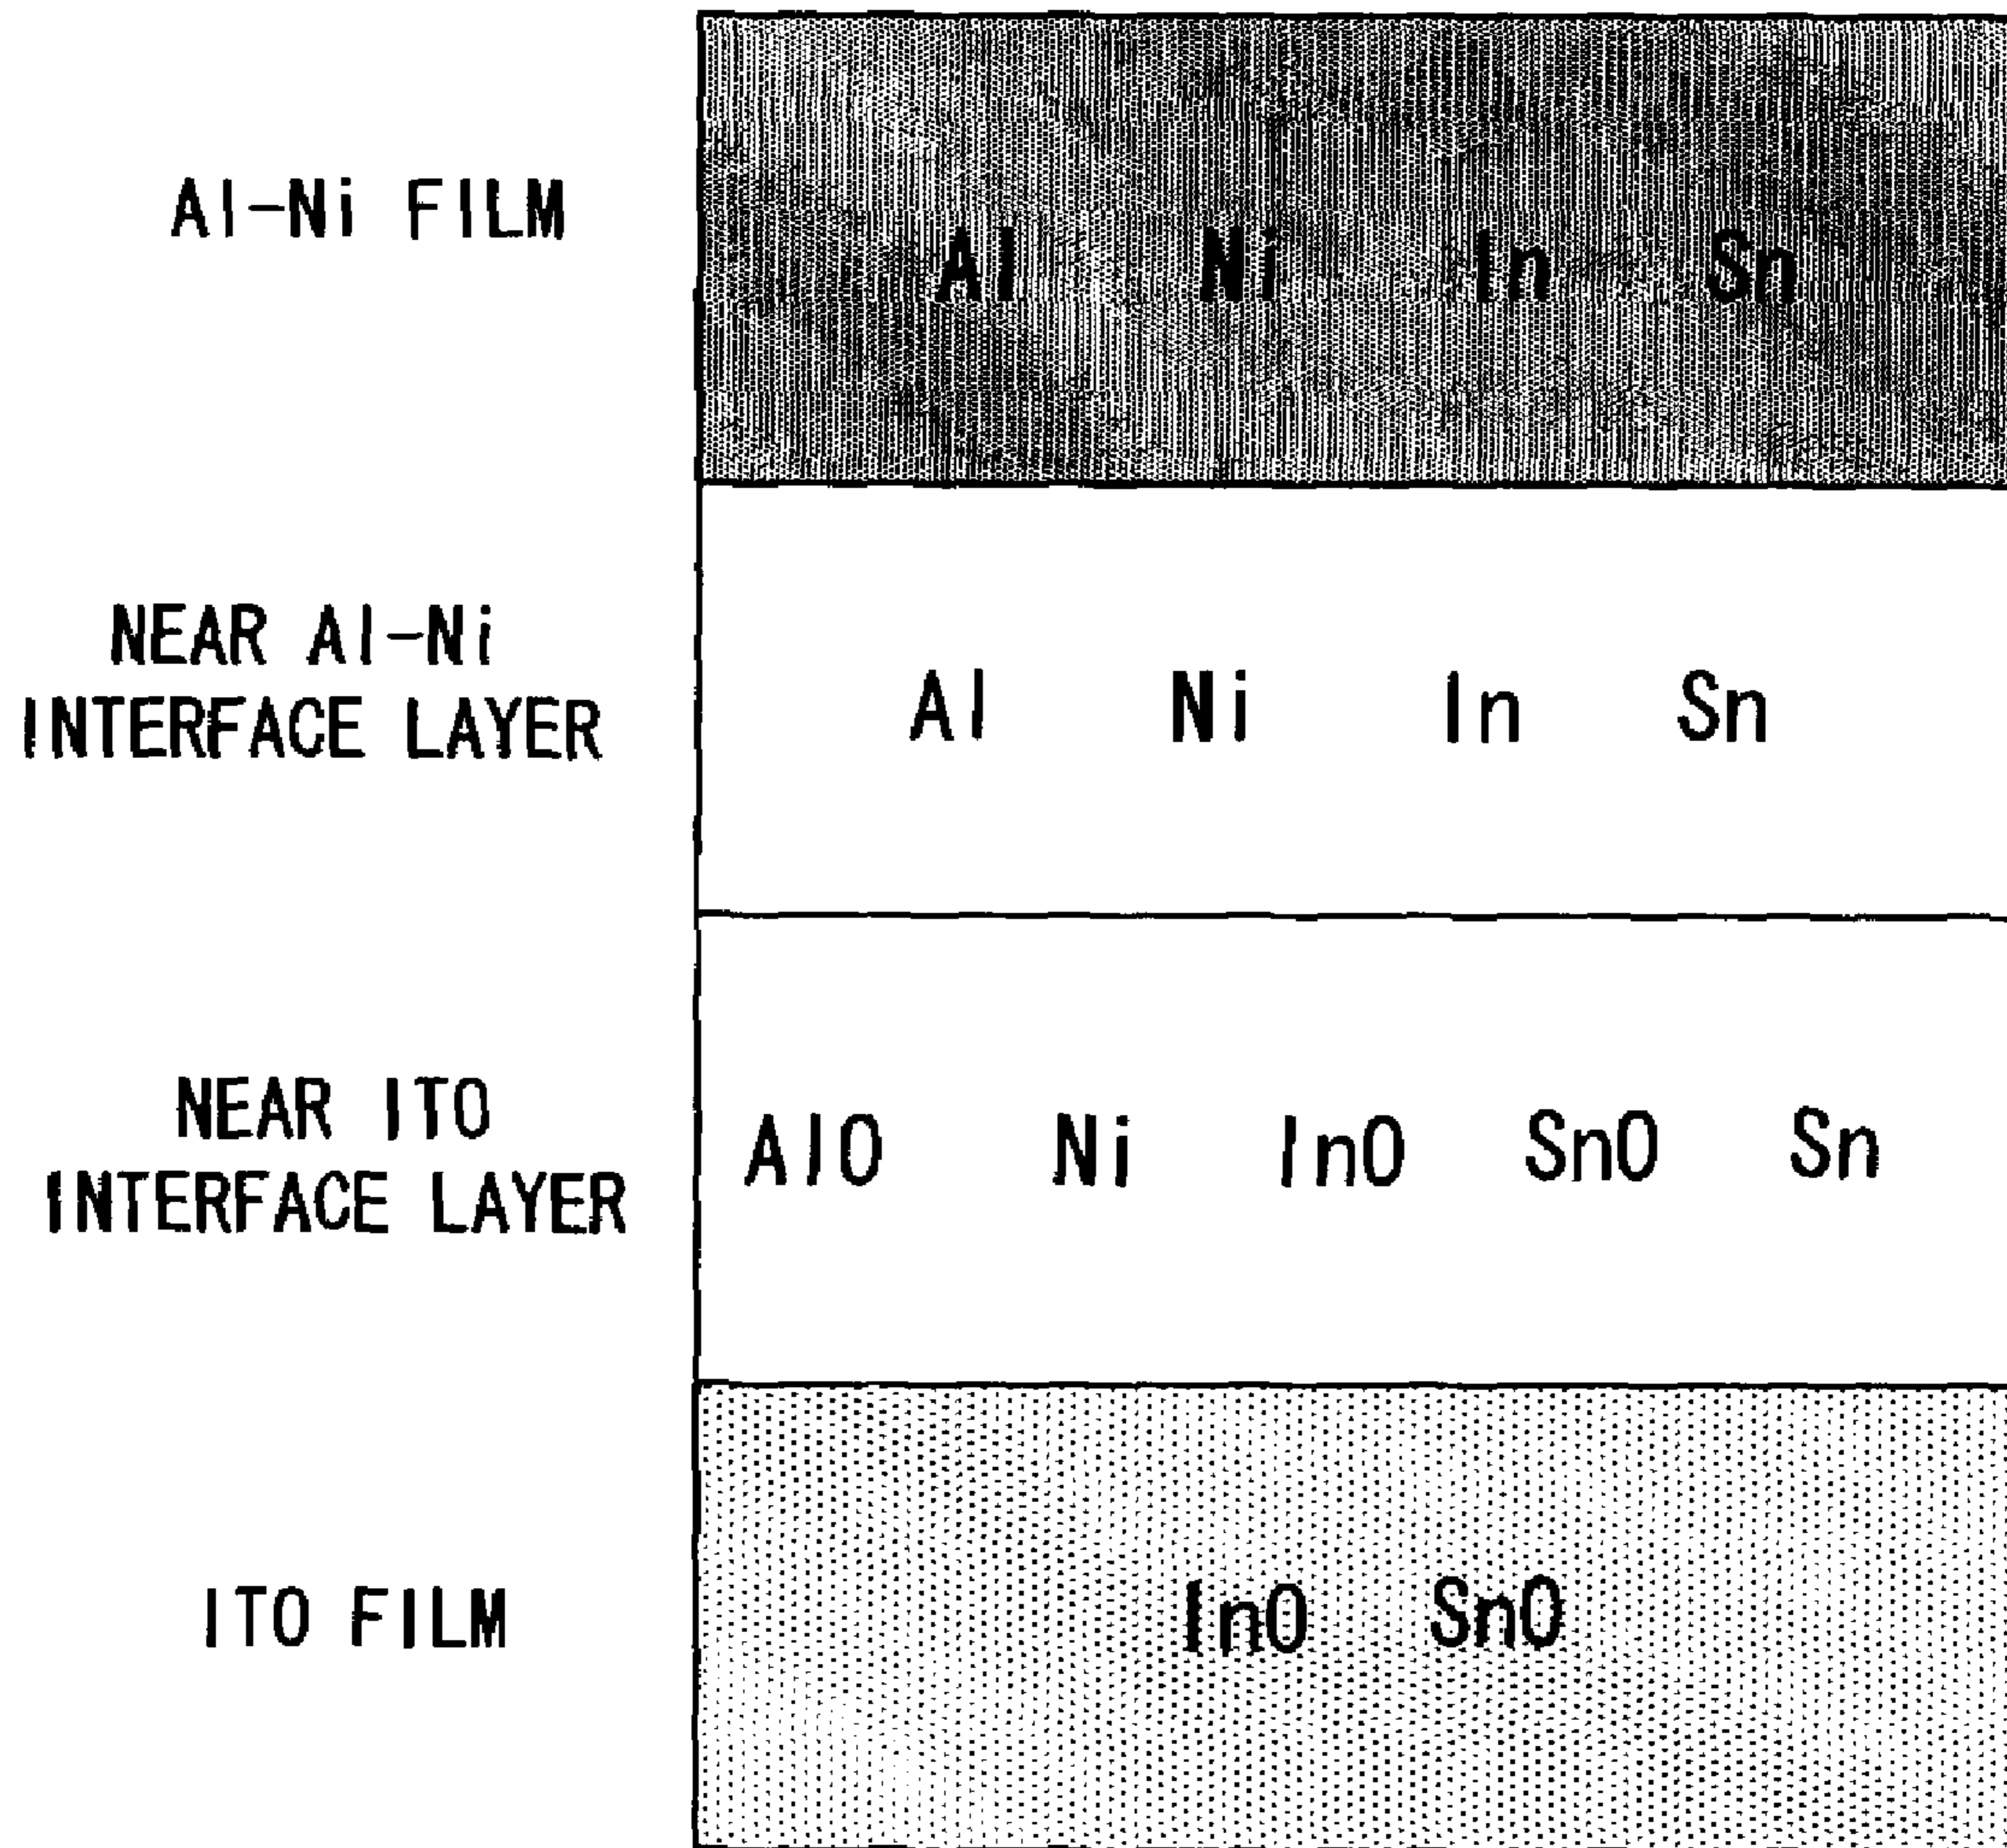 Al-Ni FILM
Al Ni In Sn
NEAR Al-Ni
INTERFACE LAYER
Al Ni In Sn
NEAR ITO
INTERFACE LAYER
AlO Ni InO SnO Sn
ITO FILM
InO SnO